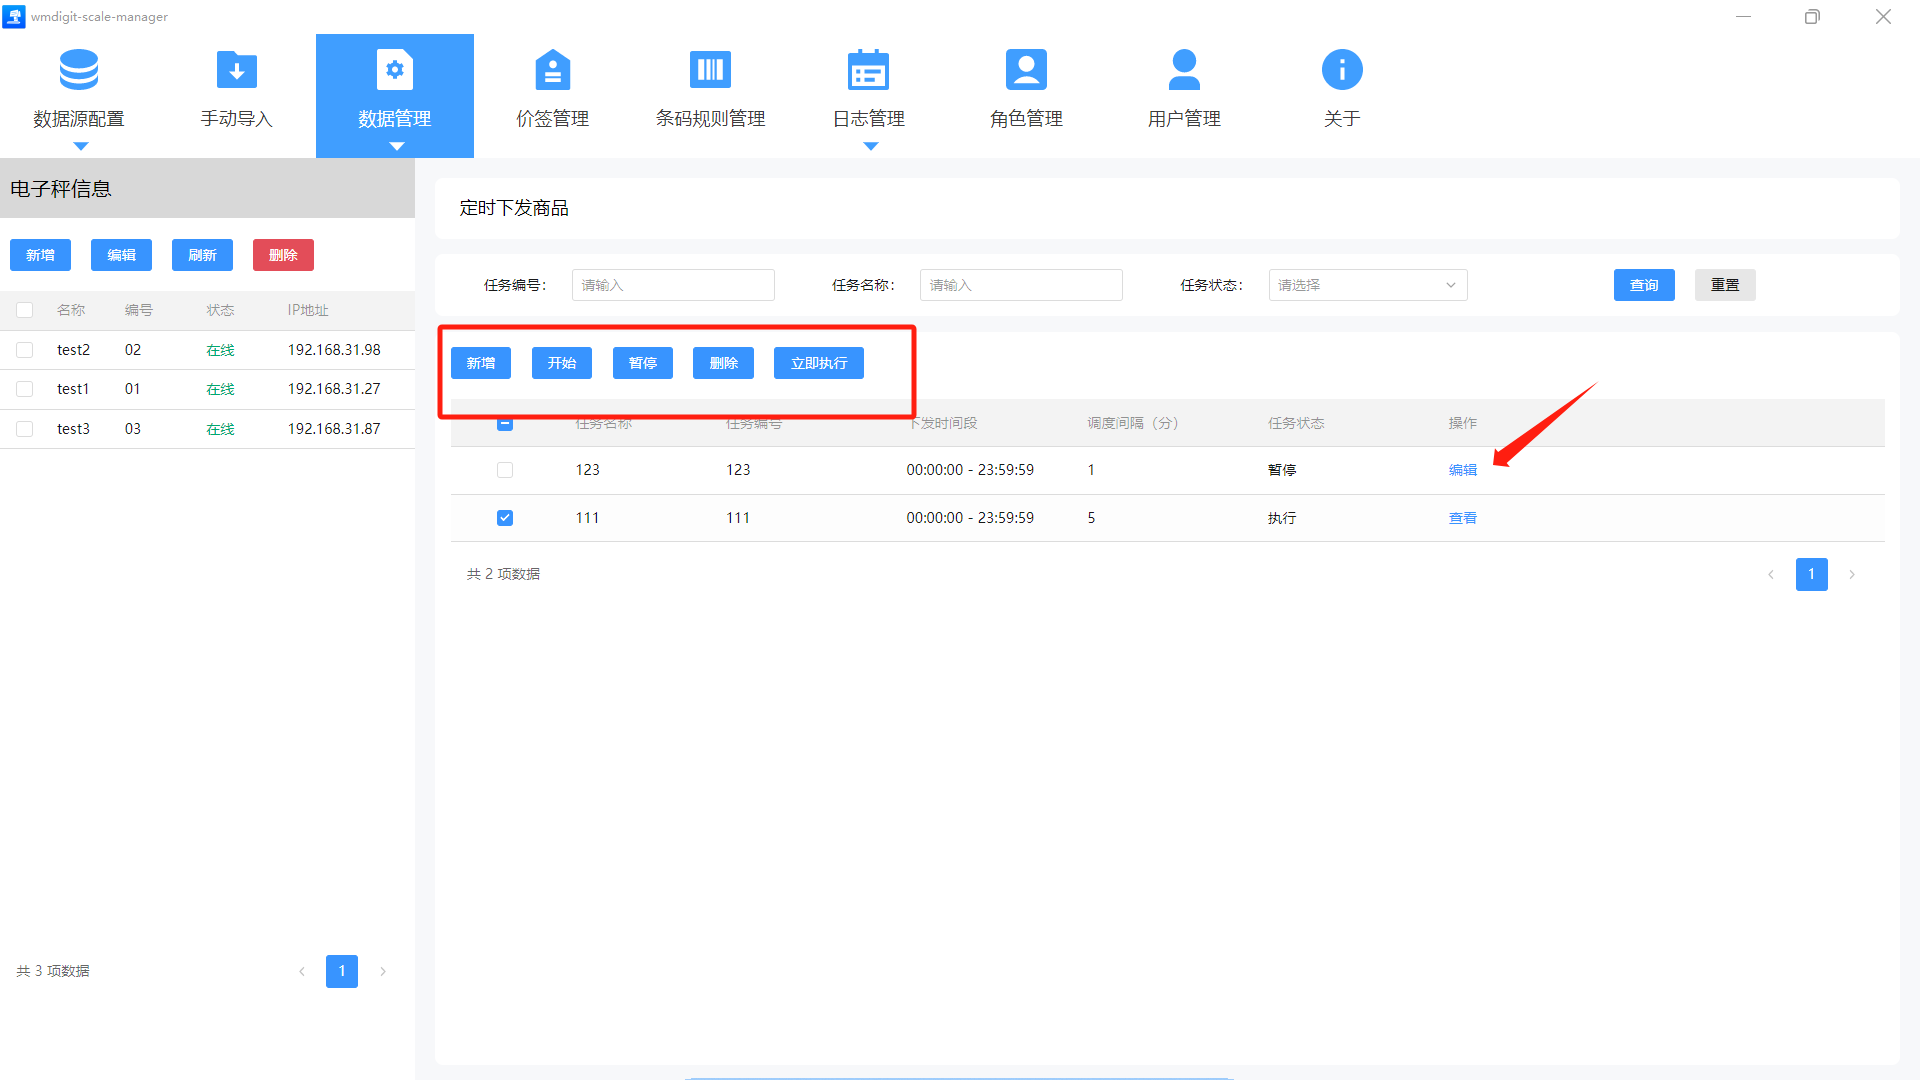 wmdigit-scale-manager
数据源配置 手动导入 数据管理 价签管理 条码规则管理 日志管理 角色管理 用户管理 关于
电子秤信息
新增 编辑 刷新 删除
名称 编号 状态 IP地址
test2 02 在线 192.168.31.98
test1 01 在线 192.168.31.27
test3 03 在线 192.168.31.87
共 3 项数据 1
定时下发商品
任务编号： 请输入 任务名称： 请输入 任务状态： 请选择 查询 重置
新增 开始 暂停 删除 立即执行
任务名称 任务编号 下发时间段 调度间隔（分） 任务状态 操作
123 123 00:00:00 - 23:59:59 1 暂停 编辑
111 111 00:00:00 - 23:59:59 5 执行 查看
共 2 项数据 1